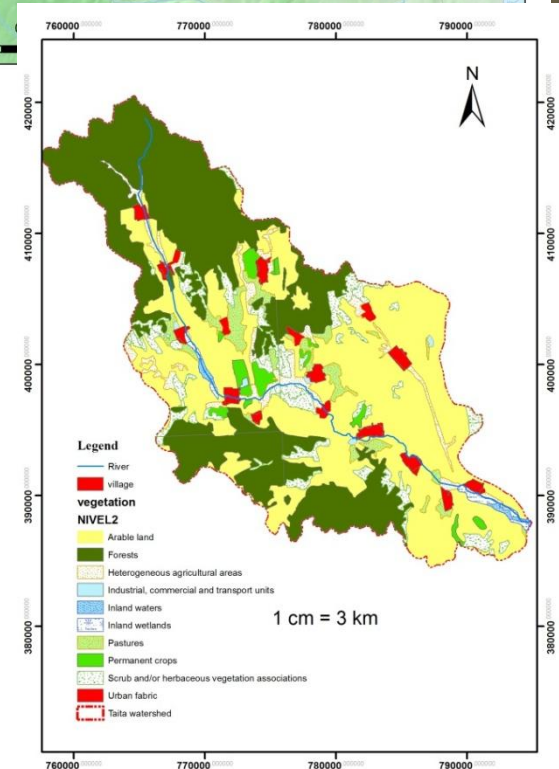 760000 770000 780000 790000
N
420000
420000
410000
410000
400000
400000
390000
390000
380000
380000
Legend
River
village
vegetation
NIVEL2
Arable land
Forests
Heterogeneous agricultural areas
Industrial, commercial and transport units
Inland waters
Inland wetlands
Pastures
Permanent crops
Scrub and/or herbaceous vegetation associations
Urban fabric
Taita watershed
1 cm = 3 km
760000 770000 780000 790000